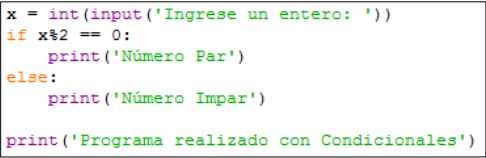 x = int(input('Ingrese un entero: '))
if x%2 == 0:
    print('Número Par')
else:
    print('Número Impar')

print('Programa realizado con Condicionales')